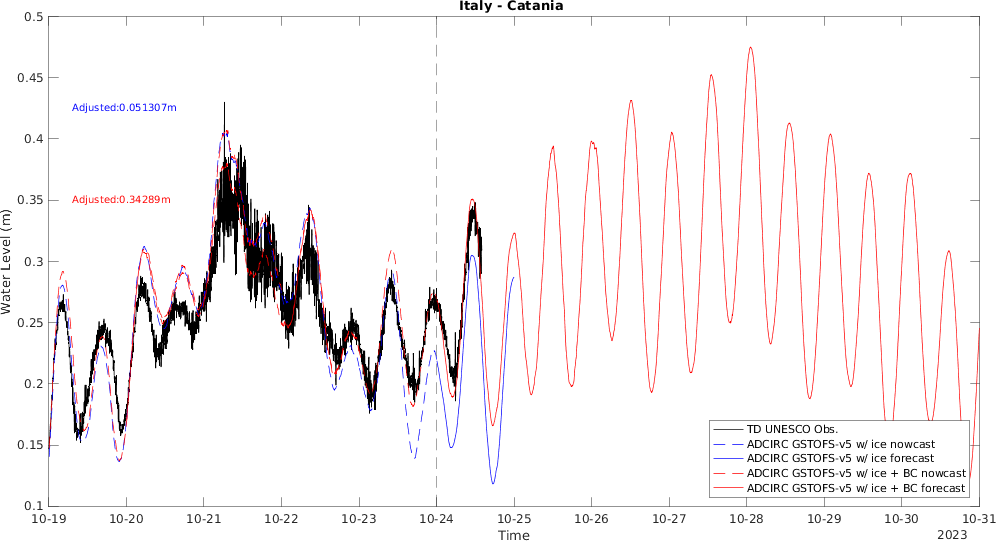 Italy - Catania
0.5
0.45
0.4
0.35
0.3
0.25
0.2
0.15
0.1
Water Level (m)
Adjusted:0.051307m
Adjusted:0.34289m
TD UNESCO Obs.
ADCIRC GSTOFS-v5 w/ ice nowcast
ADCIRC GSTOFS-v5 w/ ice forecast
ADCIRC GSTOFS-v5 w/ ice + BC nowcast
ADCIRC GSTOFS-v5 w/ ice + BC forecast
10-19 10-20 10-21 10-22 10-23 10-24 10-25 10-26 10-27 10-28 10-29 10-30 10-31
Time
2023